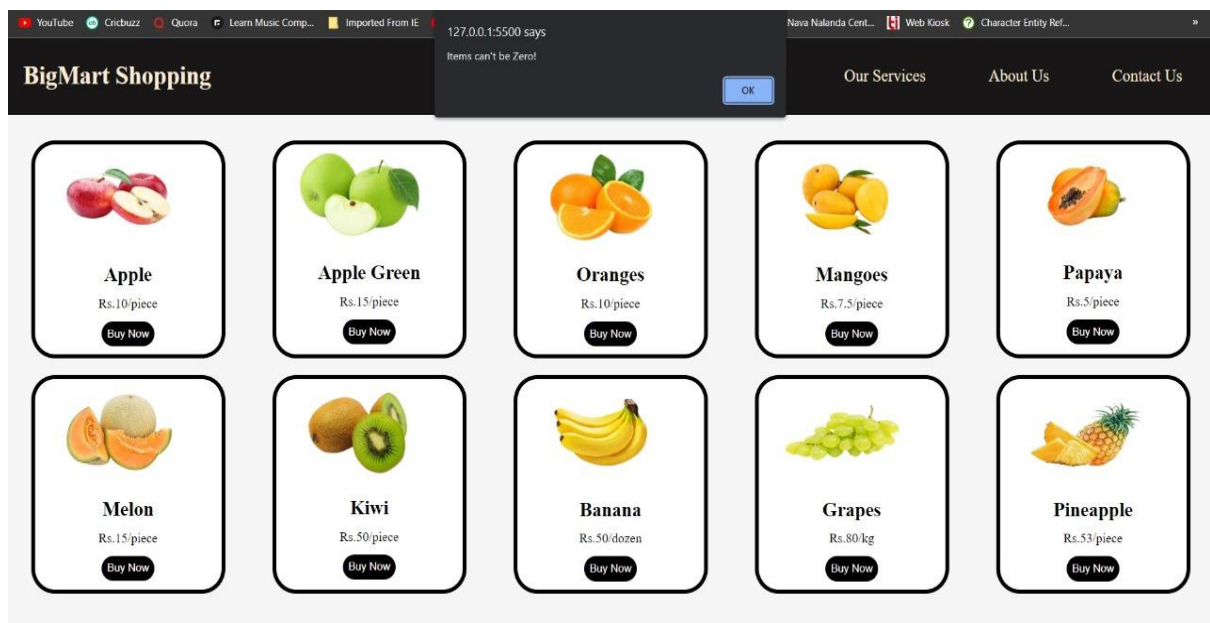 YouTube Cricbuzz Quora Learn Music Comp... Imported From IE Nava Nalanda Cent... Web Kiosk Character Entity Ref... »
127.0.0.1:5500 says
Items can't be Zero!
OK
BigMart Shopping Our Services About Us Contact Us
Apple Apple Green Oranges Mangoes Papaya
Rs.10/piece Rs.15/piece Rs.10/piece Rs.7.5/piece Rs.5/piece
Buy Now Buy Now Buy Now Buy Now Buy Now
Melon Kiwi Banana Grapes Pineapple
Rs.15/piece Rs.50/piece Rs.50/dozen Rs.80/kg Rs.53/piece
Buy Now Buy Now Buy Now Buy Now Buy Now